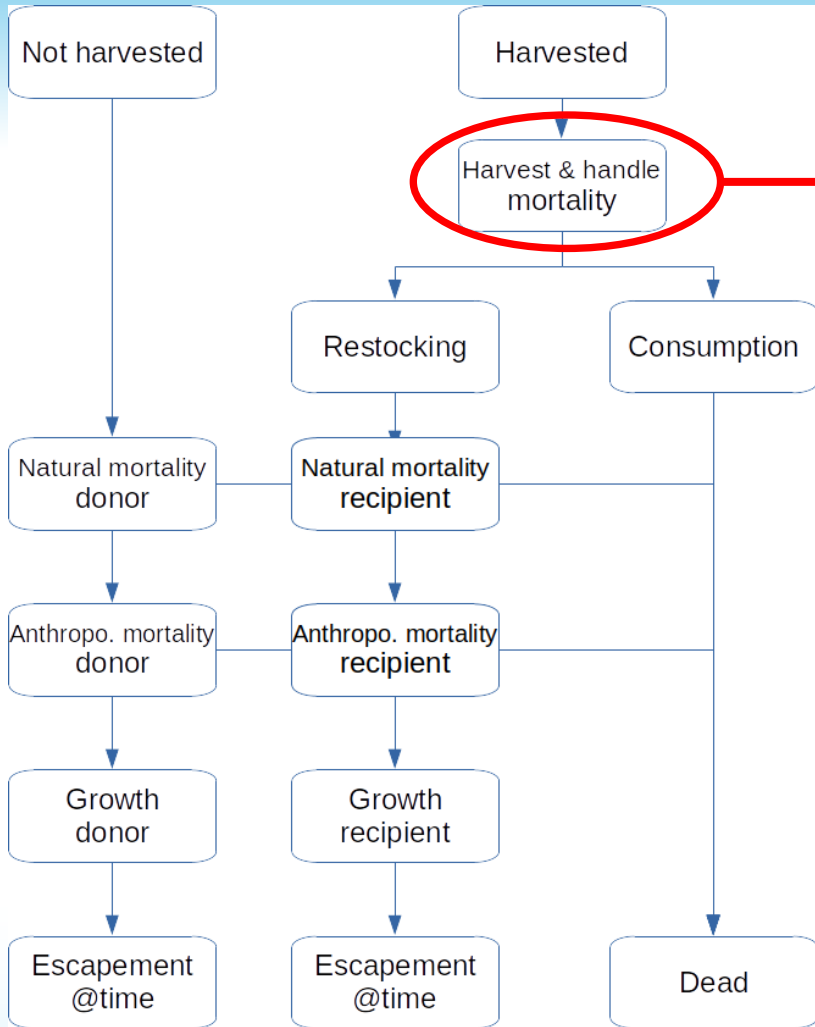 Not harvested
Harvested
Harvest & handle
mortality
Restocking
Consumption
Natural mortality
donor
Natural mortality
recipient
Anthropo. mortality
donor
Anthropo. mortality
recipient
Growth
donor
Growth
recipient
Escapement
@time
Escapement
@time
Dead